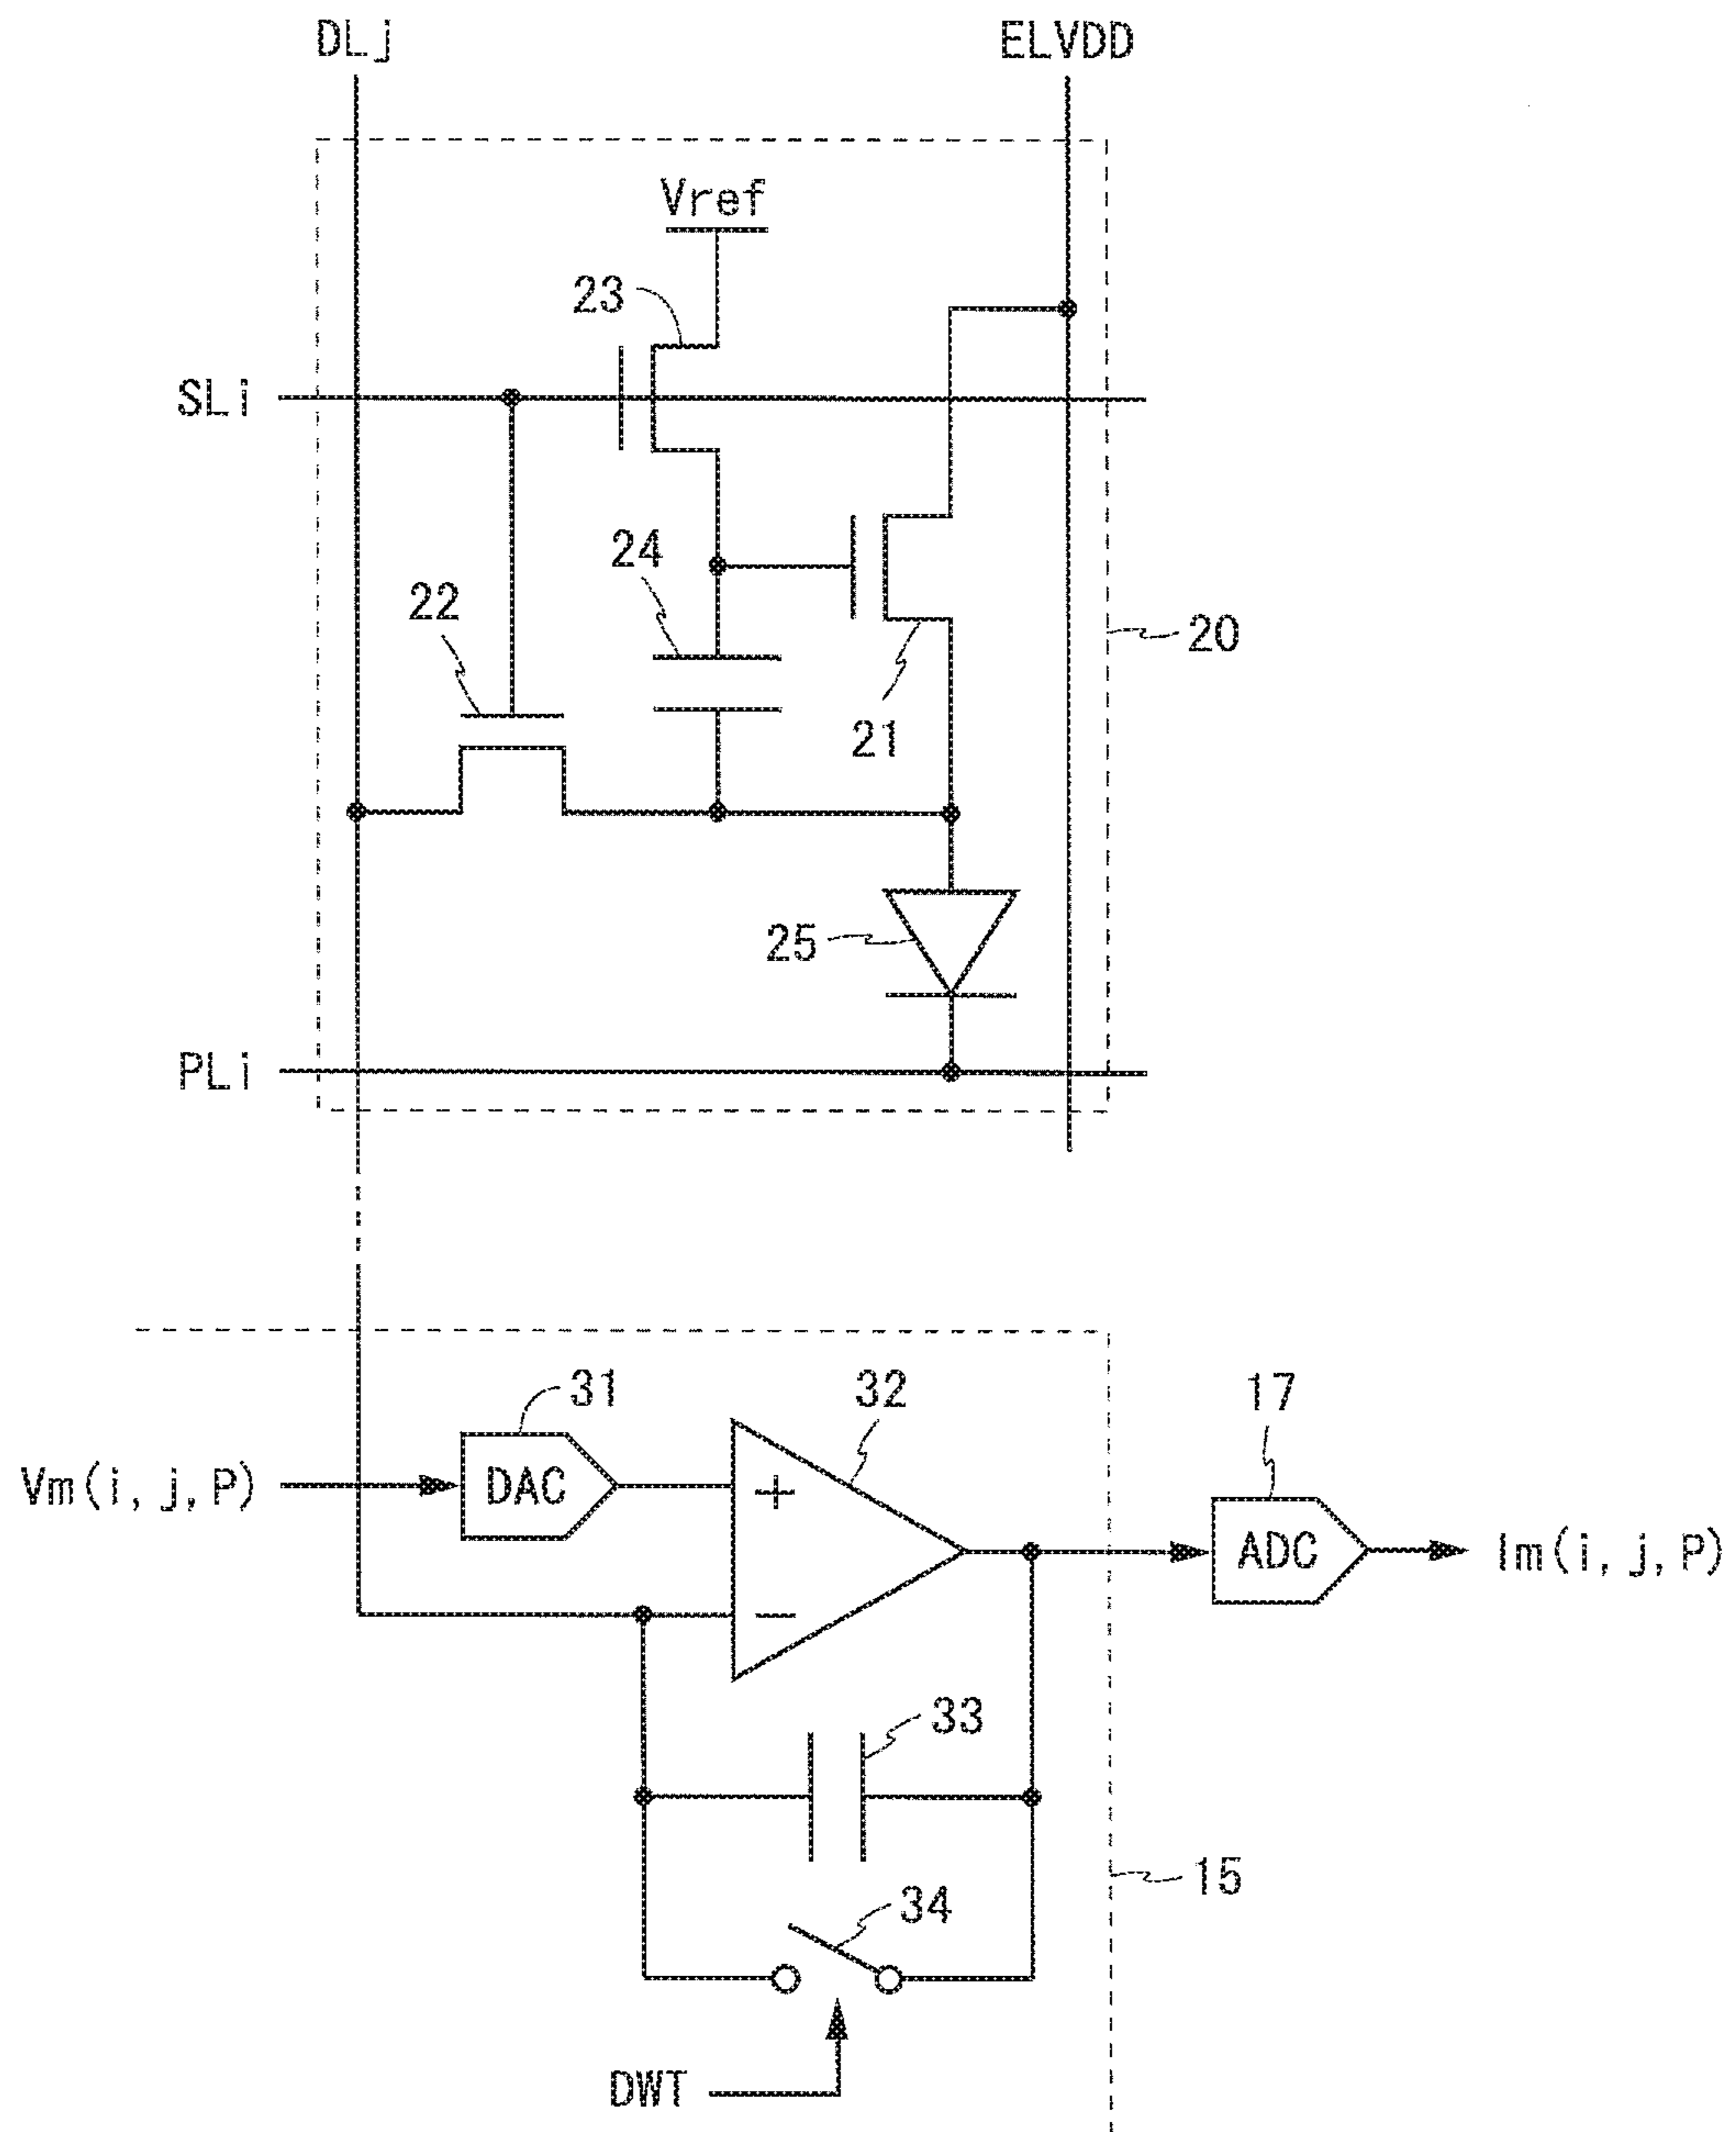 DLj
ELVDD
Vref
23
SLi
24
22
20
21
25
PLi
31
32
17
Vm(i,j,P)
DAC
+
ADC
Im(i,j,P)
−
33
15
34
DWT